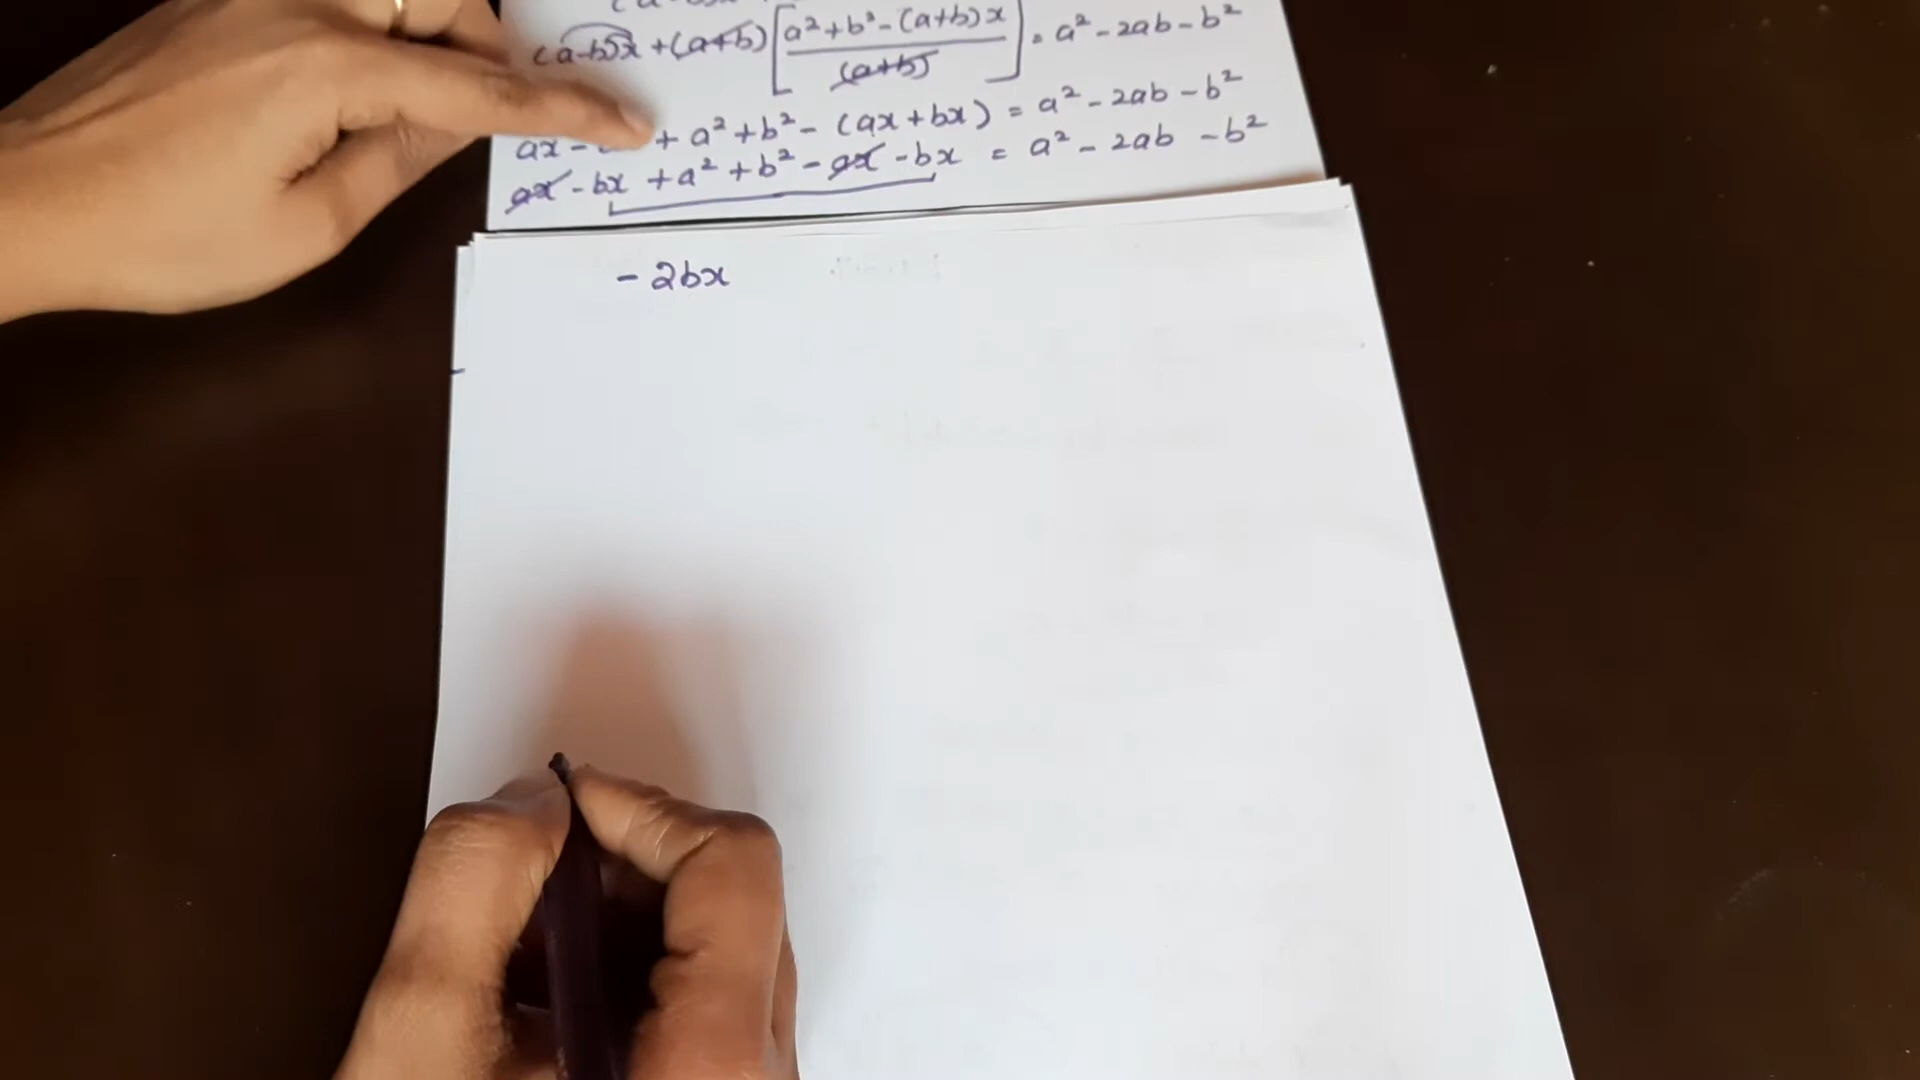 (a-b)x + (a+b) [a² + b² - (a+b)x / (a+b)] = a² - 2ab - b²
ax - + a² + b² - (ax + bx) = a² - 2ab - b²
ax - bx + a² + b² - ax - bx = a² - 2ab - b²
- 2bx